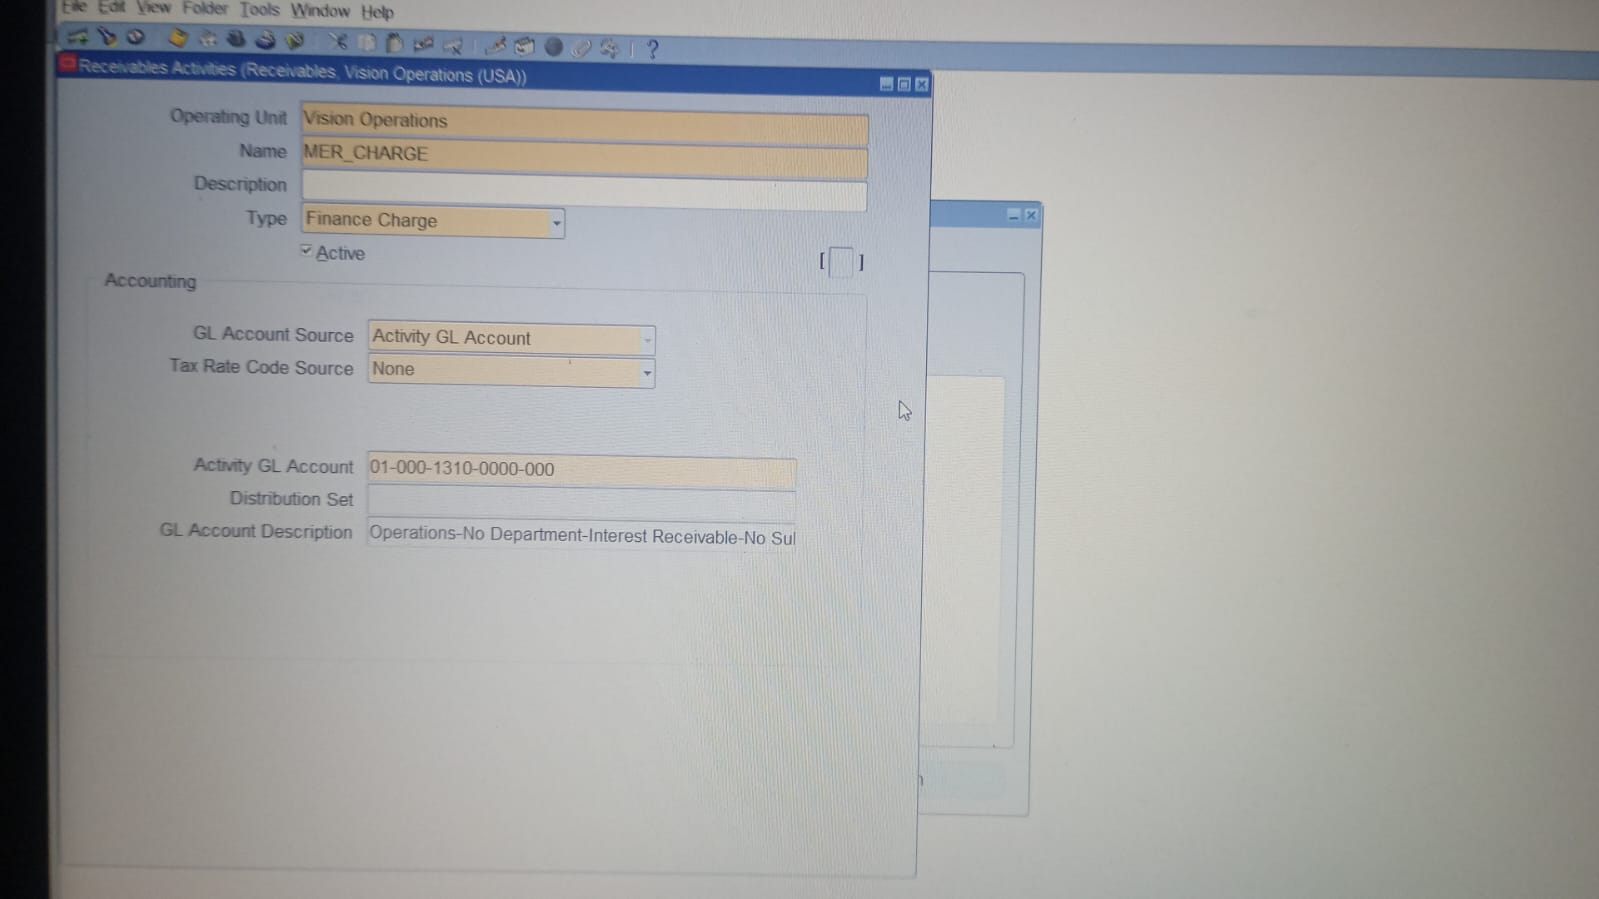 File Edit View Folder Tools Window Help
Receivables Activities (Receivables, Vision Operations (USA))
Operating Unit Vision Operations
Name MER_CHARGE
Description
Type Finance Charge
Active
[ ]
Accounting
GL Account Source Activity GL Account
Tax Rate Code Source None
Activity GL Account 01-000-1310-0000-000
Distribution Set
GL Account Description Operations-No Department-Interest Receivable-No Sul